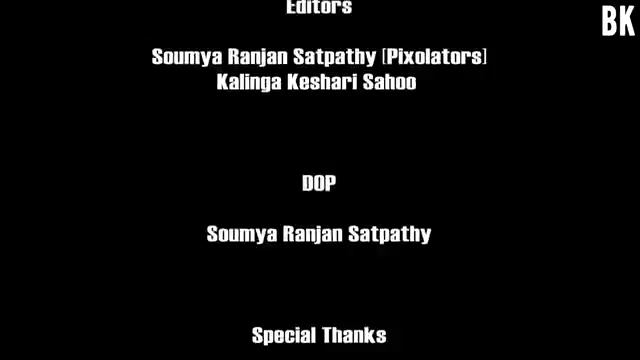 Editors
BK
Soumya Ranjan Satpathy [Pixolators]
Kalinga Keshari Sahoo
DOP
Soumya Ranjan Satpathy
Special Thanks